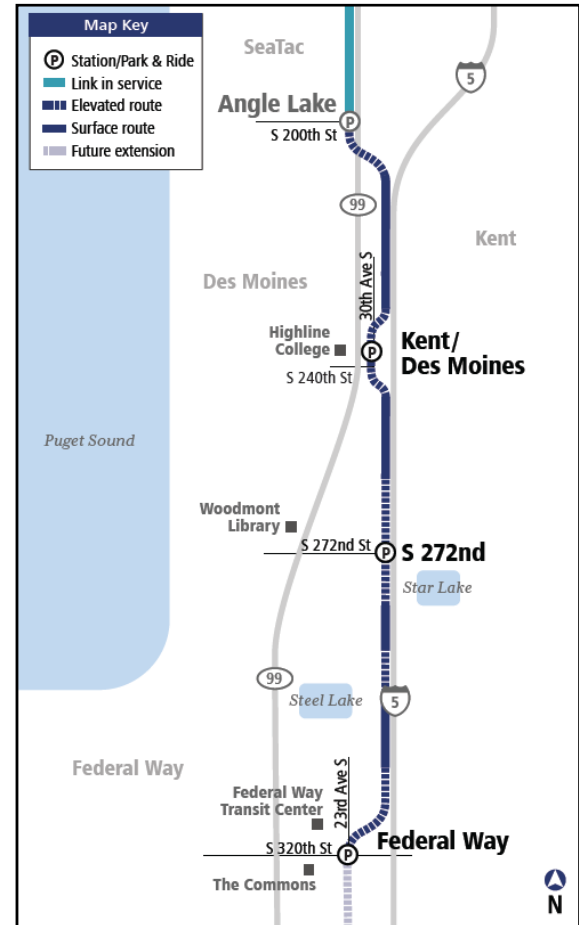 Map Key
P Station/Park & Ride
Link in service
Elevated route
Surface route
Future extension
SeaTac
5
Angle Lake
P
S 200th St
99
Kent
Des Moines
30th Ave S
Highline
College
P
Kent/
Des Moines
S 240th St
Puget Sound
Woodmont
Library
S 272nd St
P
S 272nd
Star Lake
99
Steel Lake
5
Federal Way
23rd Ave S
Federal Way
Transit Center
Federal Way
S 320th St
P
The Commons
N